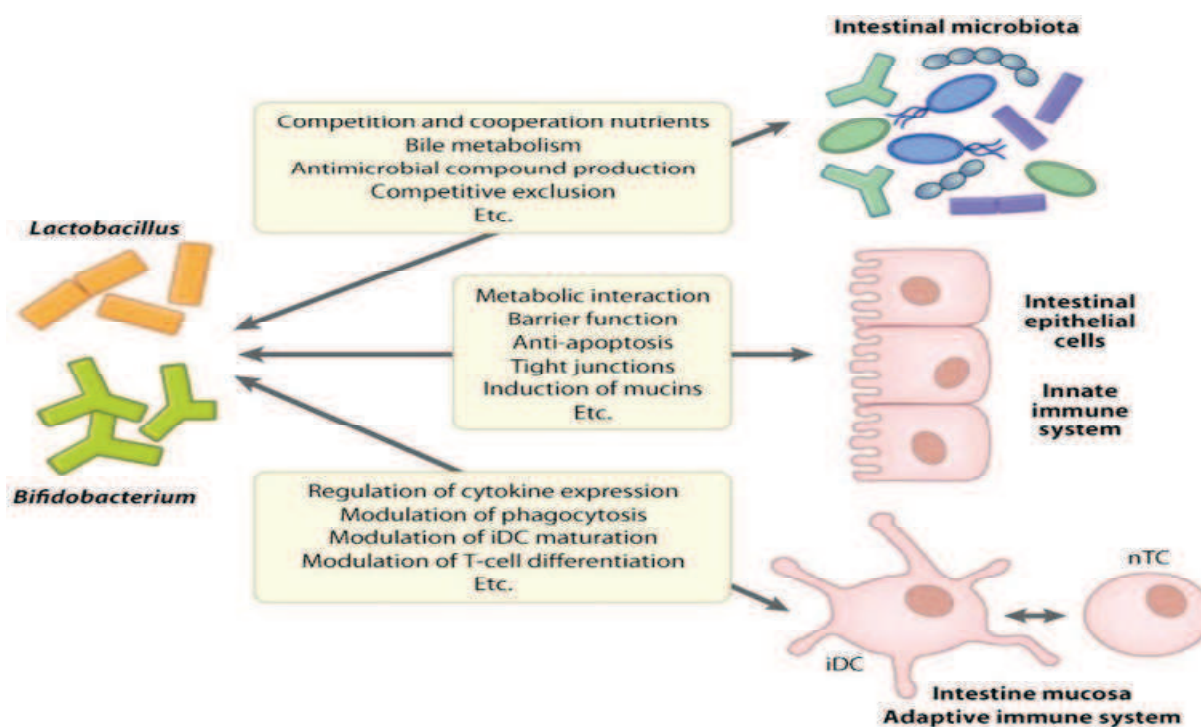 Intestinal microbiota
Competition and cooperation nutrients
Bile metabolism
Antimicrobial compound production
Competitive exclusion
Etc.
Lactobacillus
Bifidobacterium
Metabolic interaction
Barrier function
Anti-apoptosis
Tight junctions
Induction of mucins
Etc.
Intestinal
epithelial
cells
Innate
immune
system
Regulation of cytokine expression
Modulation of phagocytosis
Modulation of iDC maturation
Modulation of T-cell differentiation
Etc.
nTC
iDC
Intestine mucosa
Adaptive immune system